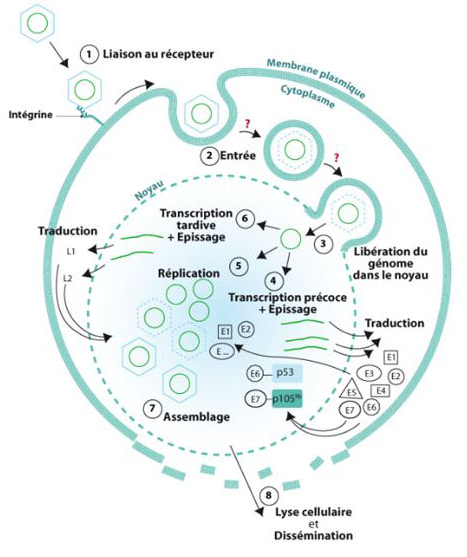 1 Liaison au récepteur
Intégrine
Membrane plasmique
Cytoplasme
?
2 Entrée
?
Noyau
Transcription
tardive
+ Epissage
6
3
Libération du
génome
dans le noyau
Traduction
L1
L2
5
4
Réplication
Transcription précoce
+ Epissage
Traduction
E1
E2
E...
E1
E3
E2
E6
p53
E5
E4
E7
p105Rb
E7
E6
7 Assemblage
8
Lyse cellulaire
et
Dissémination